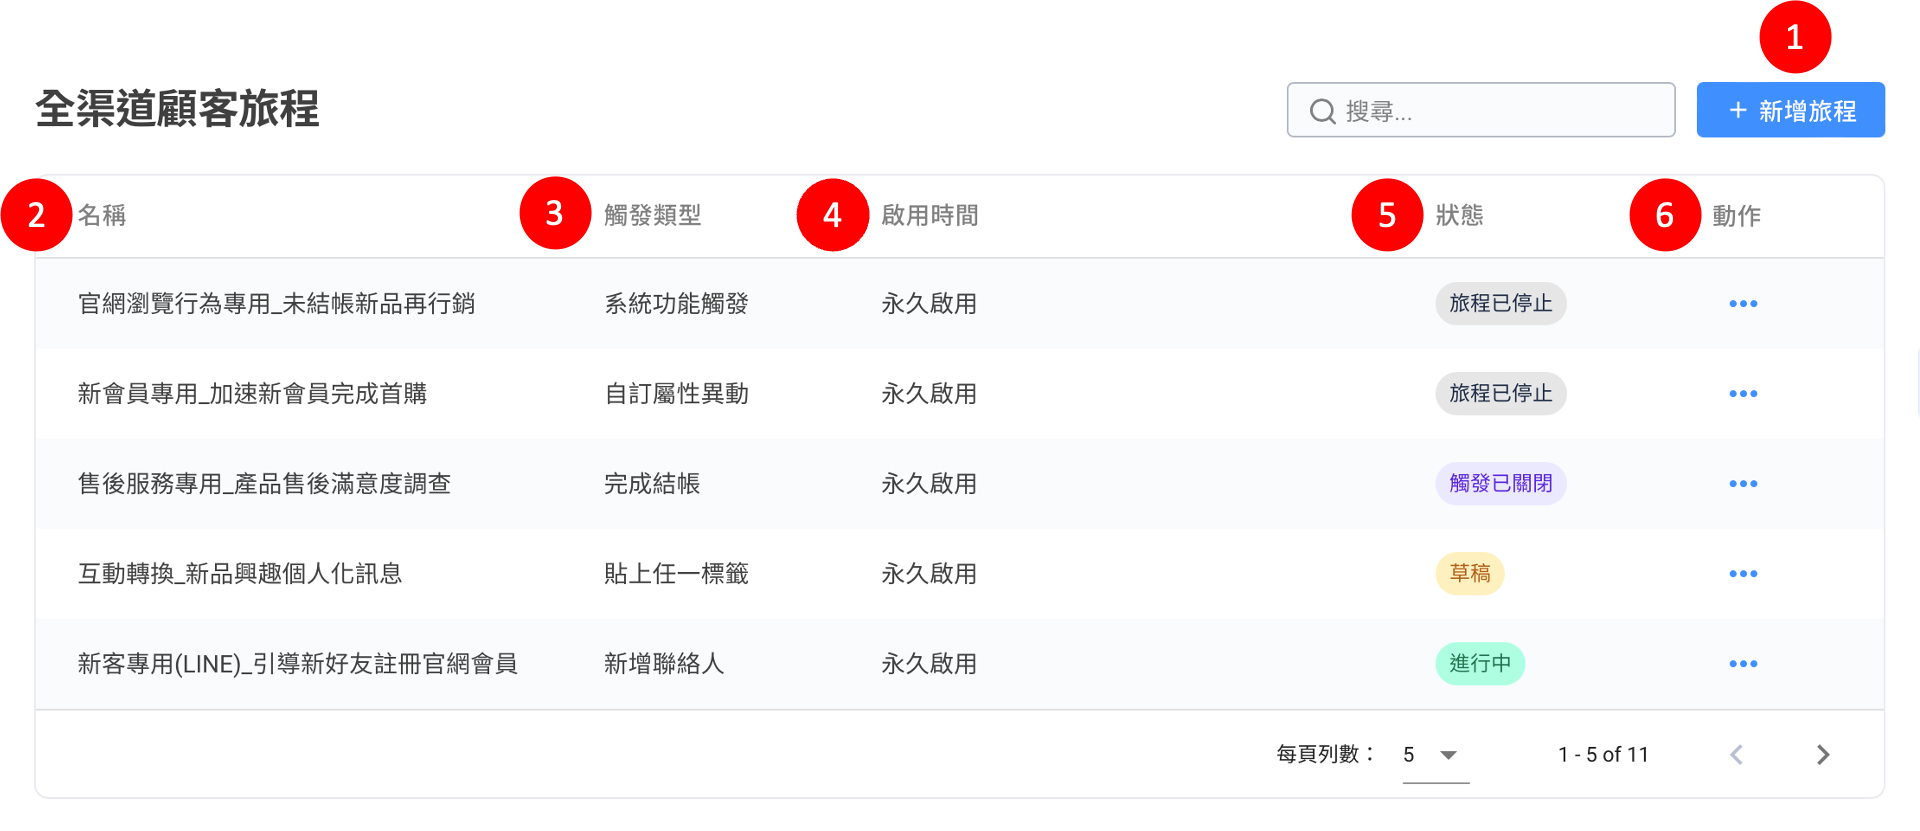 1
全渠道顧客旅程
搜尋...
+ 新增旅程
2 名稱 3 觸發類型 4 啟用時間 5 狀態 6 動作
官網瀏覽行為專用_未結帳新品再行銷 系統功能觸發 永久啟用 旅程已停止
新會員專用_加速新會員完成首購 自訂屬性異動 永久啟用 旅程已停止
售後服務專用_產品售後滿意度調查 完成結帳 永久啟用 觸發已關閉
互動轉換_新品興趣個人化訊息 貼上任一標籤 永久啟用 草稿
新客專用(LINE)_引導新好友註冊官網會員 新增聯絡人 永久啟用 進行中
每頁列數： 5 1 - 5 of 11